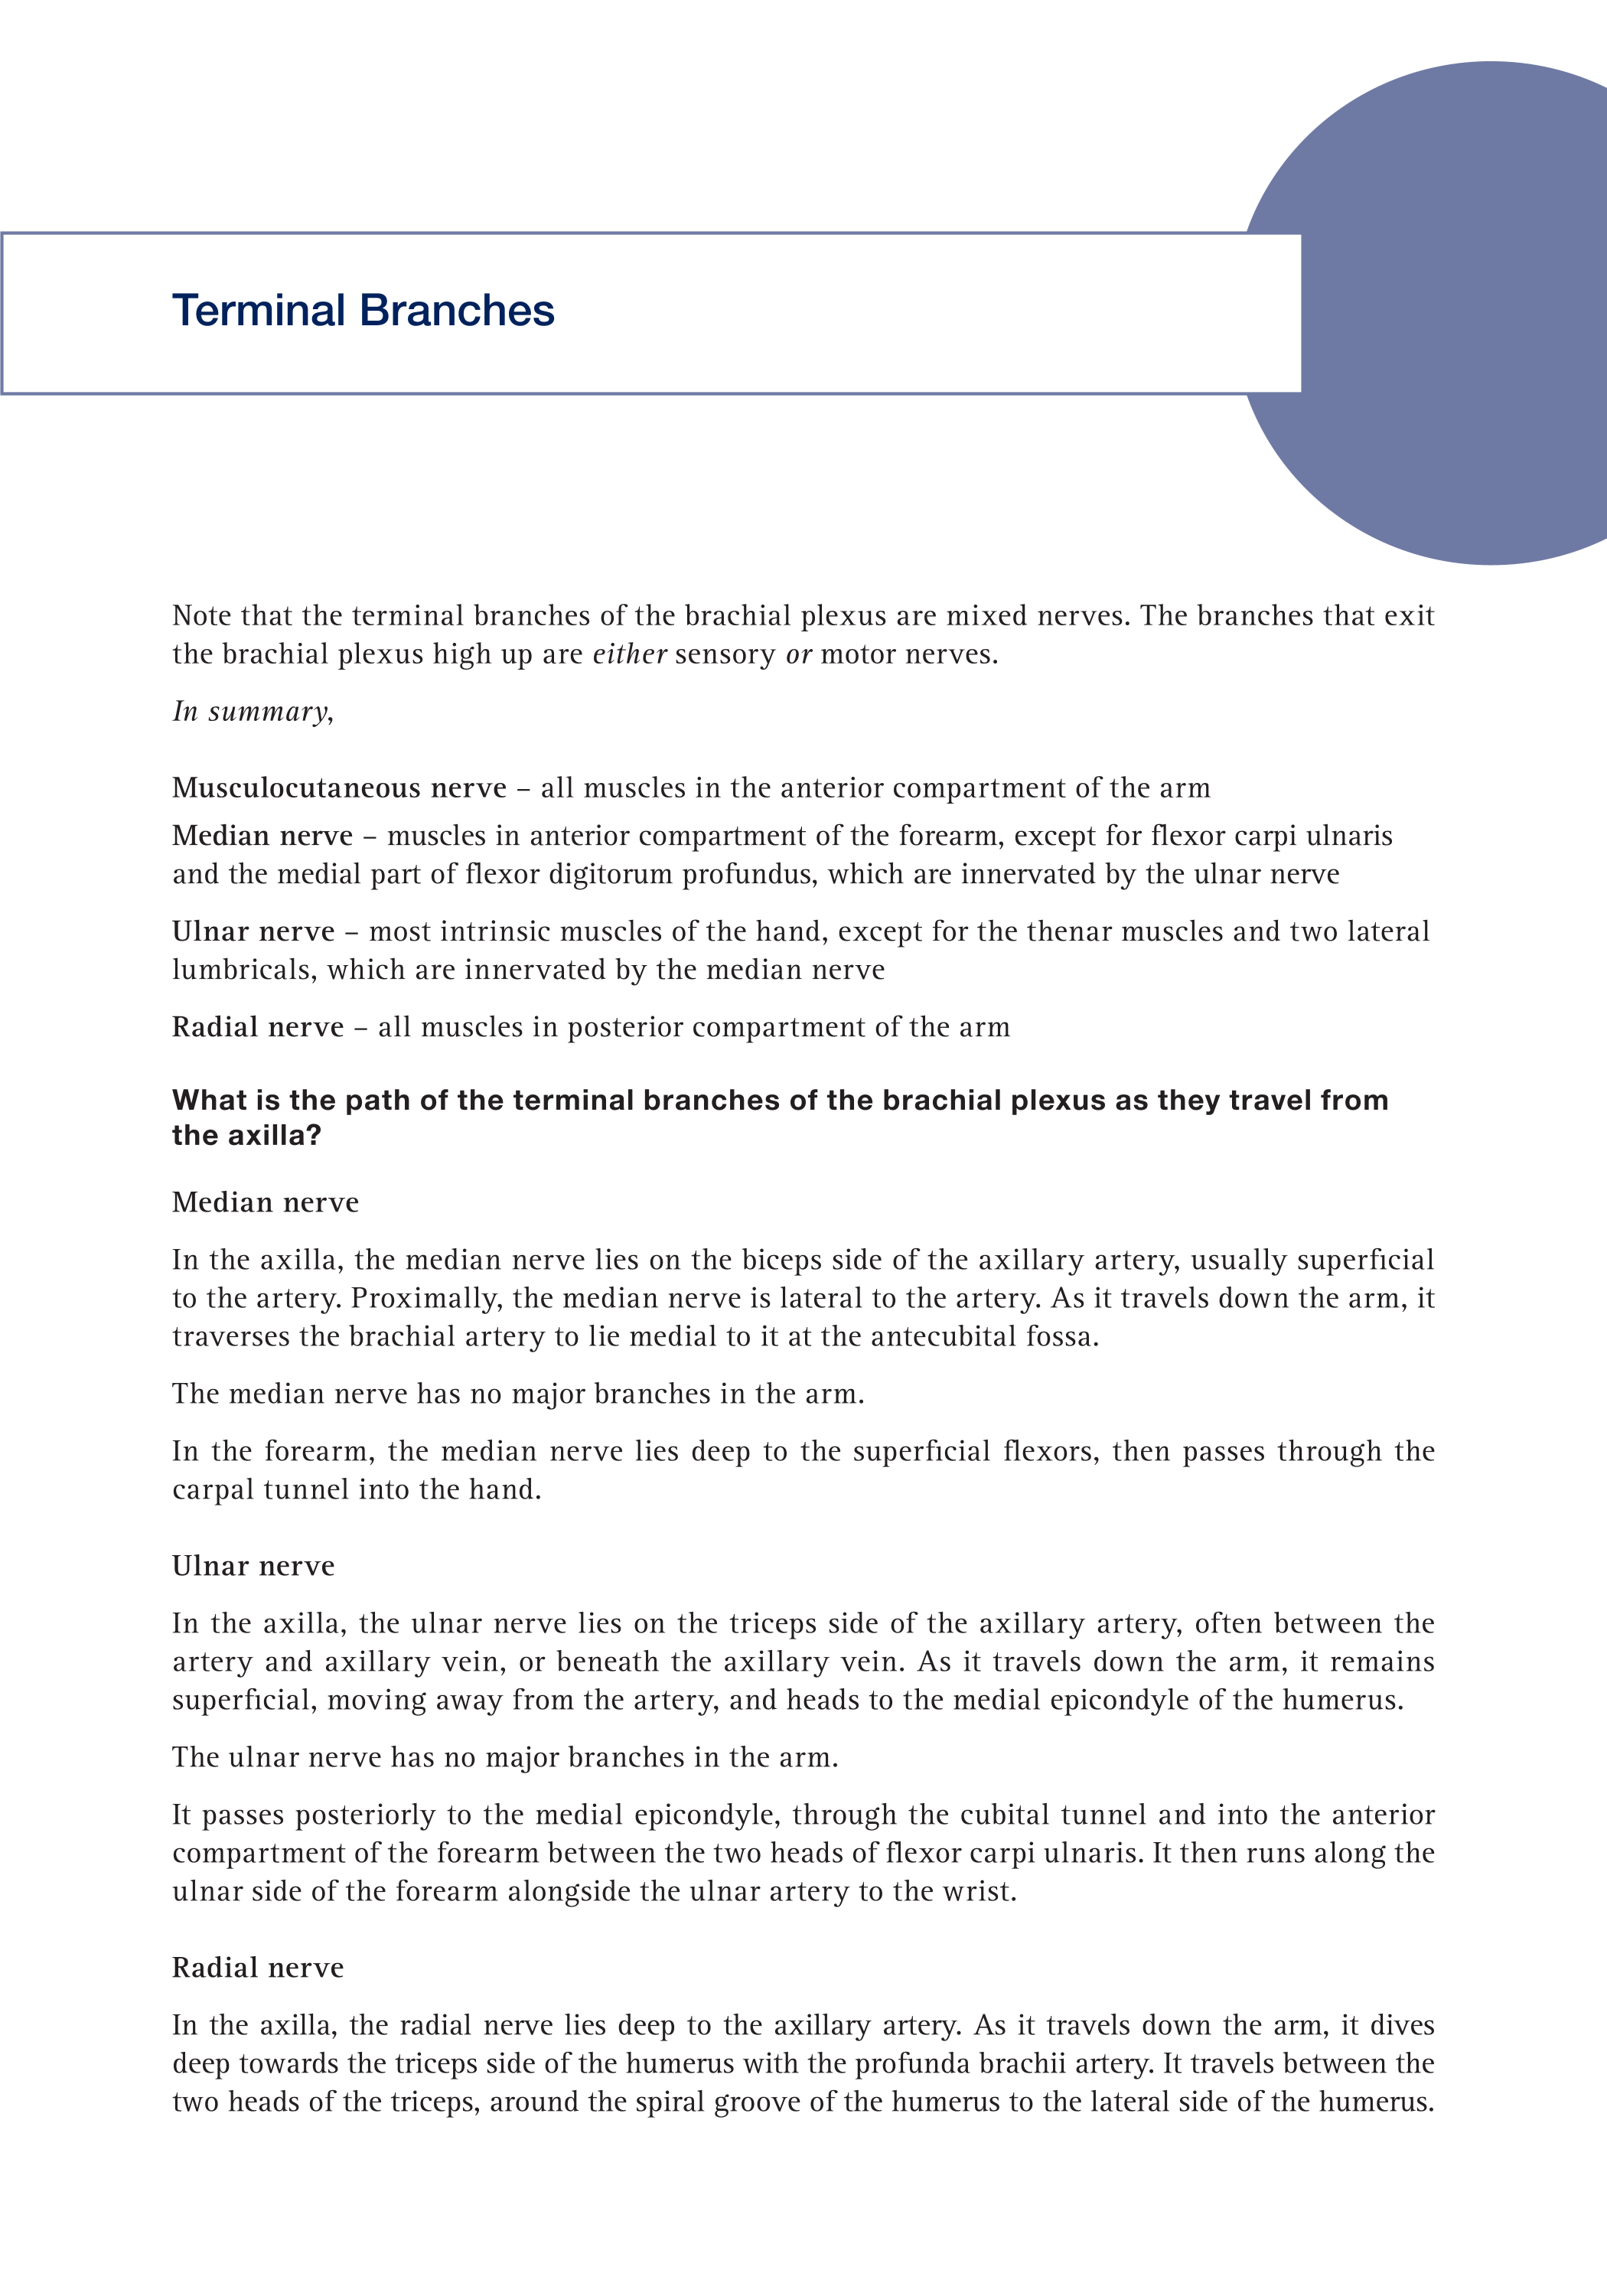 Terminal Branches
Note that the terminal branches of the brachial plexus are mixed nerves. The branches that exit
the brachial plexus high up are either sensory or motor nerves.
In summary,
Musculocutaneous nerve – all muscles in the anterior compartment of the arm
Median nerve – muscles in anterior compartment of the forearm, except for flexor carpi ulnaris
and the medial part of flexor digitorum profundus, which are innervated by the ulnar nerve
Ulnar nerve – most intrinsic muscles of the hand, except for the thenar muscles and two lateral
lumbricals, which are innervated by the median nerve
Radial nerve – all muscles in posterior compartment of the arm
What is the path of the terminal branches of the brachial plexus as they travel from
the axilla?
Median nerve
In the axilla, the median nerve lies on the biceps side of the axillary artery, usually superficial
to the artery. Proximally, the median nerve is lateral to the artery. As it travels down the arm, it
traverses the brachial artery to lie medial to it at the antecubital fossa.
The median nerve has no major branches in the arm.
In the forearm, the median nerve lies deep to the superficial flexors, then passes through the
carpal tunnel into the hand.
Ulnar nerve
In the axilla, the ulnar nerve lies on the triceps side of the axillary artery, often between the
artery and axillary vein, or beneath the axillary vein. As it travels down the arm, it remains
superficial, moving away from the artery, and heads to the medial epicondyle of the humerus.
The ulnar nerve has no major branches in the arm.
It passes posteriorly to the medial epicondyle, through the cubital tunnel and into the anterior
compartment of the forearm between the two heads of flexor carpi ulnaris. It then runs along the
ulnar side of the forearm alongside the ulnar artery to the wrist.
Radial nerve
In the axilla, the radial nerve lies deep to the axillary artery. As it travels down the arm, it dives
deep towards the triceps side of the humerus with the profunda brachii artery. It travels between the
two heads of the triceps, around the spiral groove of the humerus to the lateral side of the humerus.